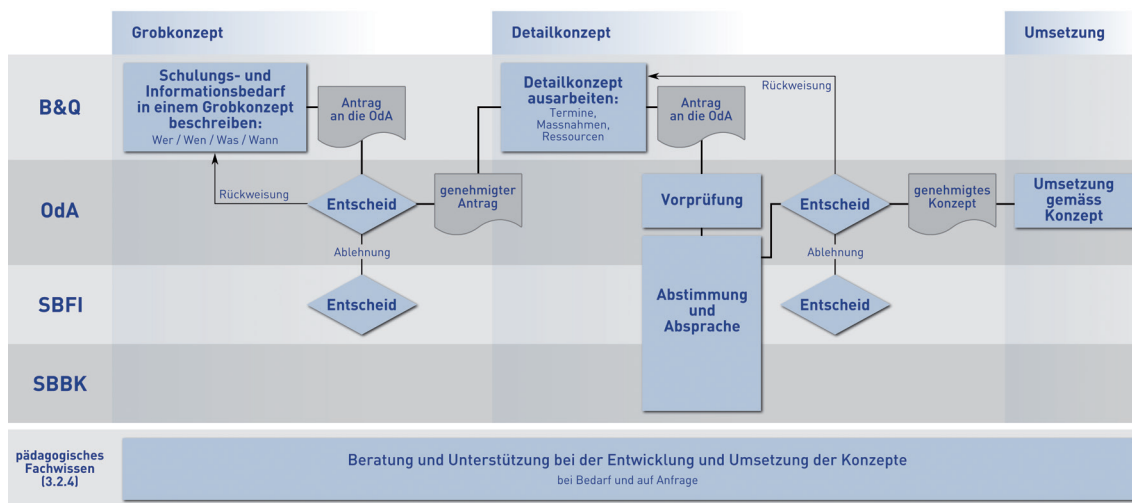 Grobkonzept
Detailkonzept
Umsetzung
B&Q
Schulungs- und
Informationsbedarf
in einem Grobkonzept
beschreiben:
Wer / Wen / Was / Wann
Antrag
an die OdA
Detailkonzept
ausarbeiten:
Termine,
Massnahmen,
Ressourcen
Antrag
an die OdA
Rückweisung
OdA
Rückweisung
Entscheid
genehmigter
Antrag
Vorprüfung
Entscheid
genehmigtes
Konzept
Umsetzung
gemäss
Konzept
Ablehnung
Ablehnung
SBFI
Entscheid
Abstimmung
und
Absprache
Entscheid
SBBK
pädagogisches
Fachwissen
(3.2.4)
Beratung und Unterstützung bei der Entwicklung und Umsetzung der Konzepte
bei Bedarf und auf Anfrage